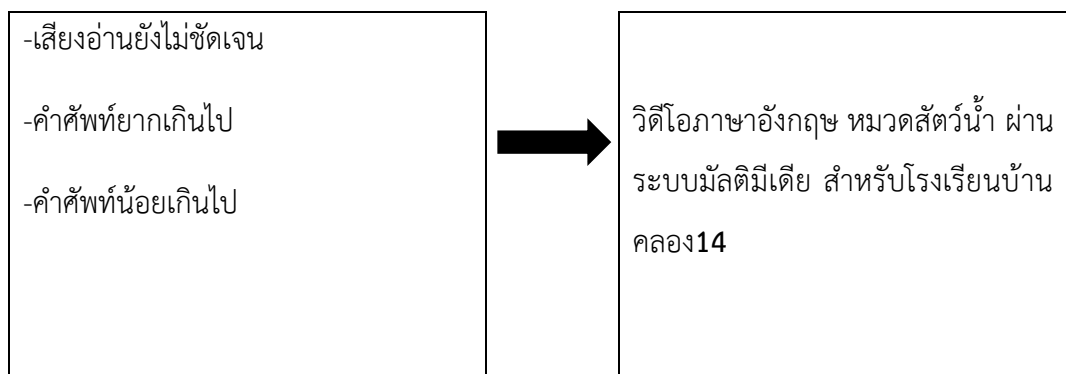 -เสียงอ่านยังไม่ชัดเจน
-คำศัพท์ยากเกินไป
-คำศัพท์น้อยเกินไป
วิดีโอภาษาอังกฤษ หมวดสัตว์น้ำ ผ่าน
ระบบมัลติมีเดีย สำหรับโรงเรียนบ้าน
คลอง14